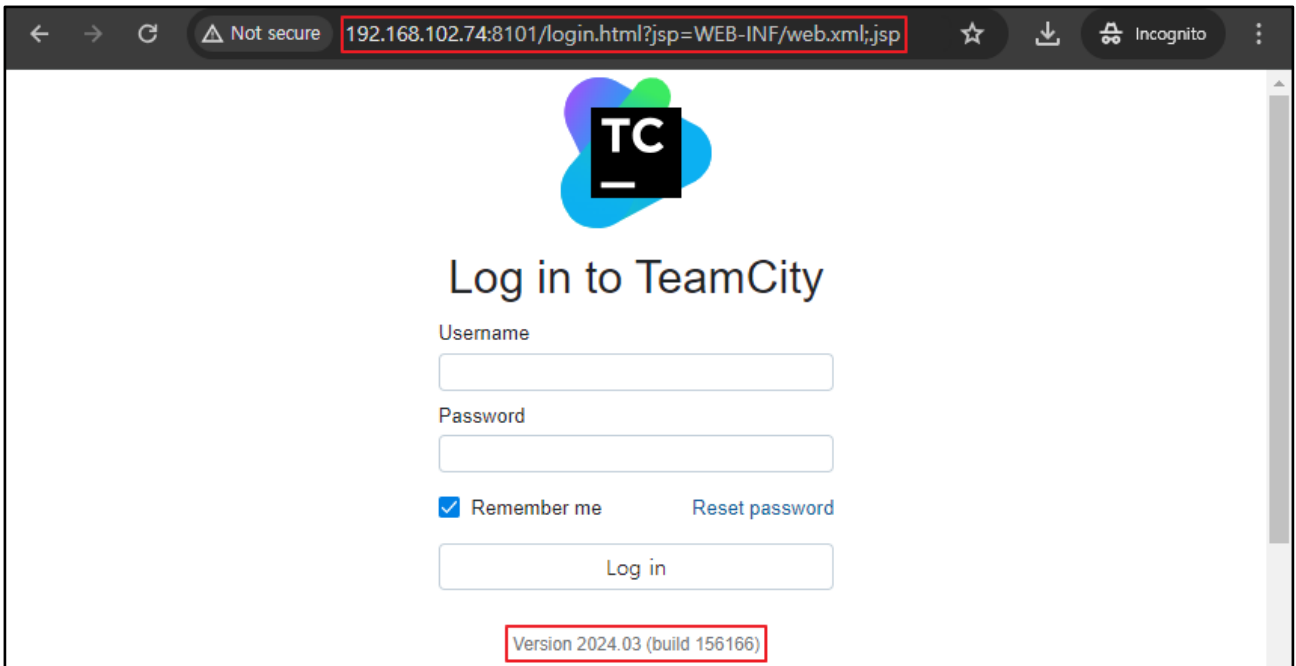 Not secure 192.168.102.74:8101/login.html?jsp=WEB-INF/web.xml;.jsp Incognito
TC
Log in to TeamCity
Username
Password
Remember me Reset password
Log in
Version 2024.03 (build 156166)